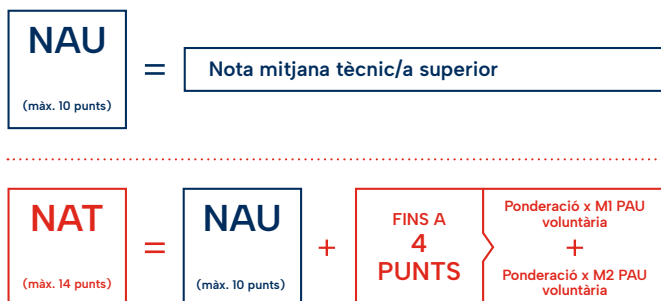 NAU
(màx. 10 punts)
=
Nota mitjana tècnic/a superior
NAT
(màx. 14 punts)
=
NAU
(màx. 10 punts)
+
FINS A
4
PUNTS
Ponderació x M1 PAU
voluntària
+
Ponderació x M2 PAU
voluntària